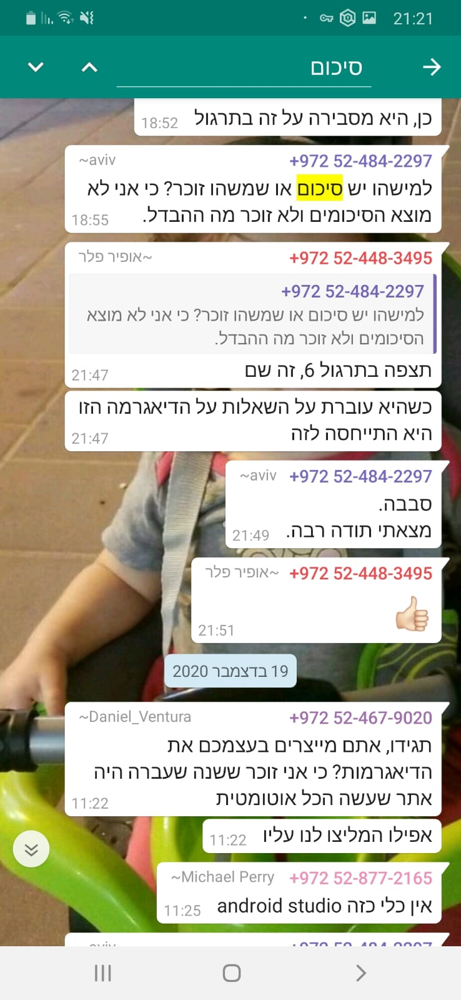 21:21
סיכום
כן, היא מסבירה על זה בתרגול
18:52
+972 52-484-2297 ~aviv
למישהו יש סיכום או שמשהו זוכר? כי אני לא
מוצא הסיכומים ולא זוכר מה ההבדל.
18:55
+972 52-448-3495 ~אופיר פלר
+972 52-484-2297
למישהו יש סיכום או שמשהו זוכר? כי אני לא מוצא
הסיכומים ולא זוכר מה ההבדל.
תצפה בתרגול 6, זה שם
21:47
כשהיא עוברת על השאלות על הדיאגרמה הזו
היא התייחסה לזה
21:47
+972 52-484-2297 ~aviv
סבבה.
מצאתי תודה רבה.
21:49
+972 52-448-3495 ~אופיר פלר
21:51
19 בדצמבר 2020
+972 52-467-9020 ~Daniel_Ventura
תגידו, אתם מייצרים בעצמכם את
הדיאגרמות? כי אני זוכר ששנה שעברה היה
אתר שעשה הכל אוטומטית
11:22
אפילו המליצו לנו עליו
11:22
+972 52-877-2165 ~Michael Perry
אין כלי כזה android studio
11:25